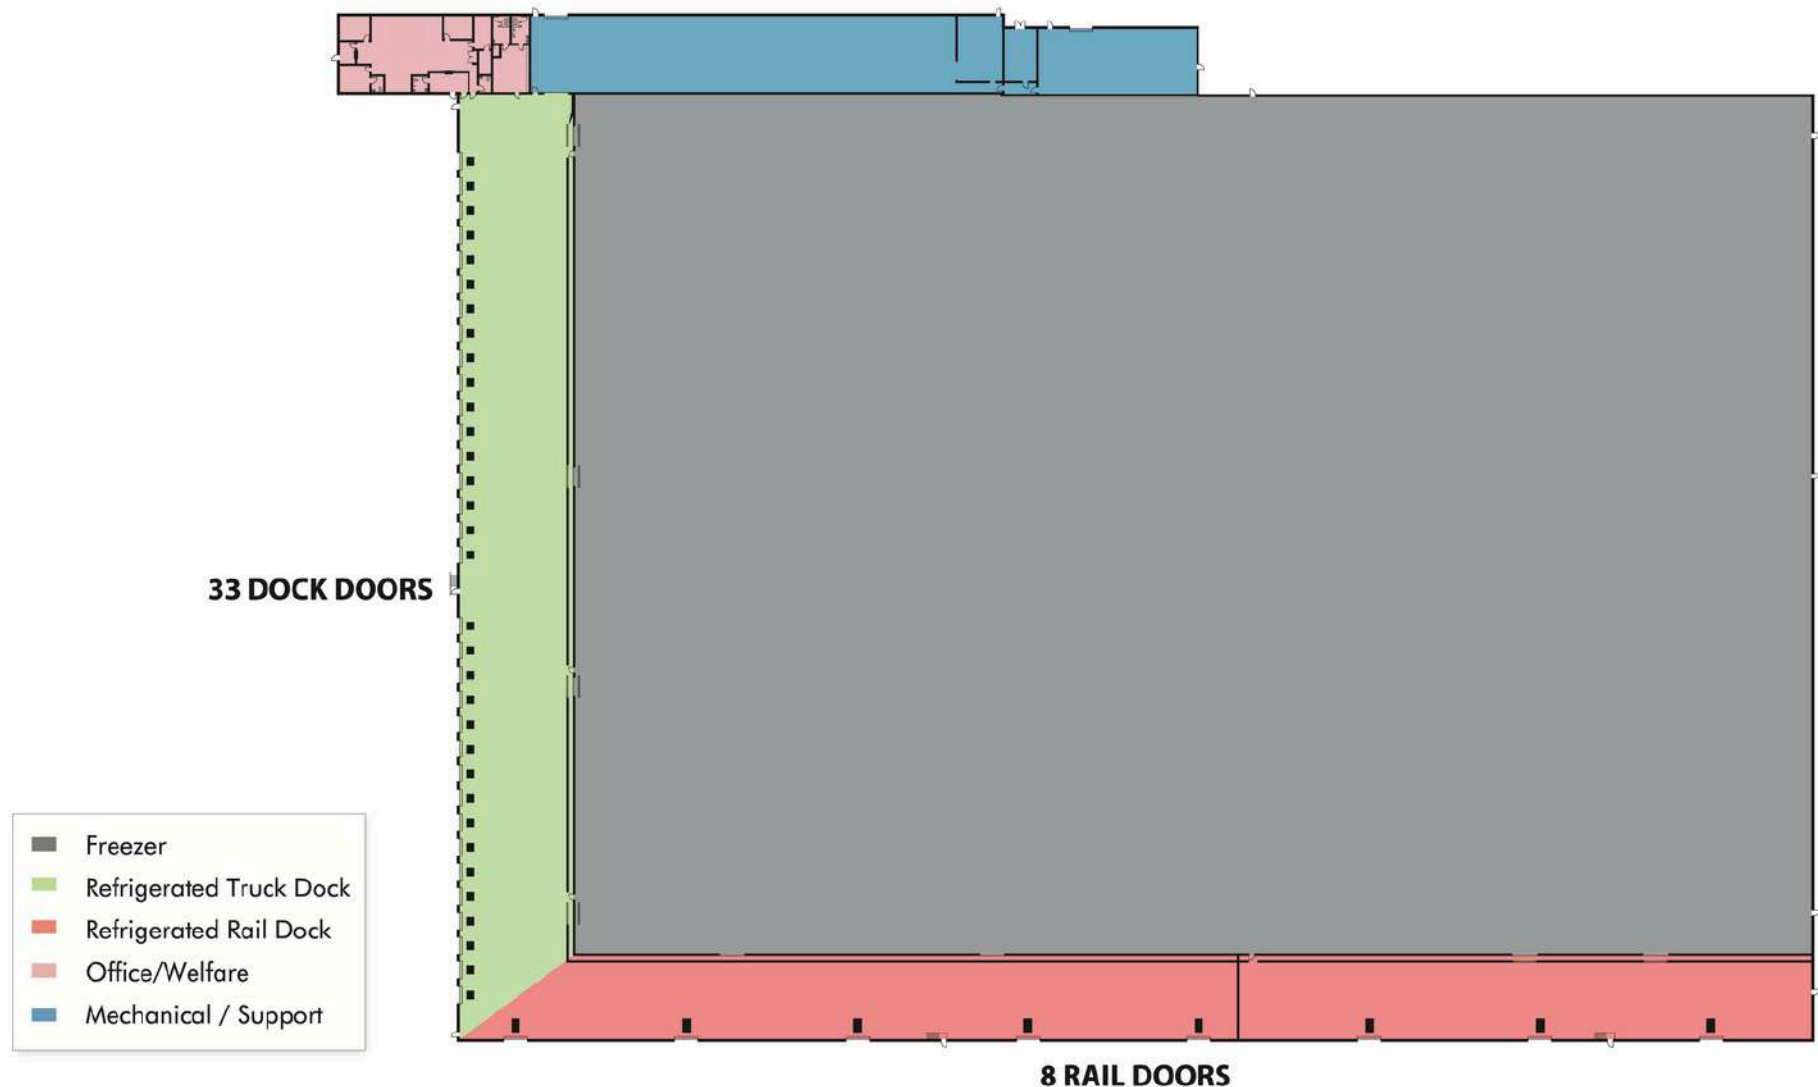 33 DOCK DOORS
Freezer
Refrigerated Truck Dock
Refrigerated Rail Dock
Office/Welfare
Mechanical / Support
8 RAIL DOORS